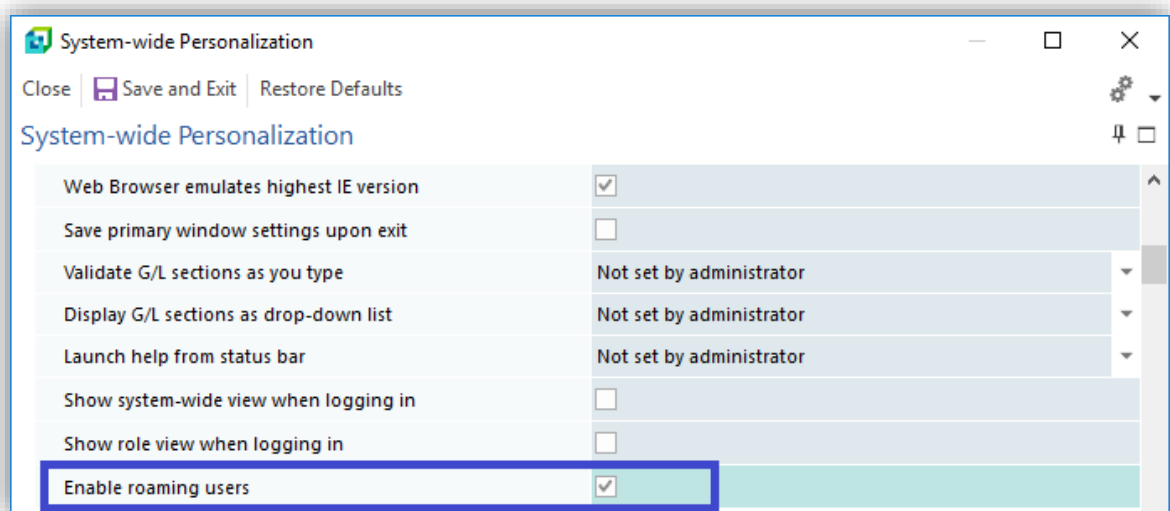 System-wide Personalization
Close Save and Exit Restore Defaults
System-wide Personalization
Web Browser emulates highest IE version
Save primary window settings upon exit
Validate G/L sections as you type Not set by administrator
Display G/L sections as drop-down list Not set by administrator
Launch help from status bar Not set by administrator
Show system-wide view when logging in
Show role view when logging in
Enable roaming users